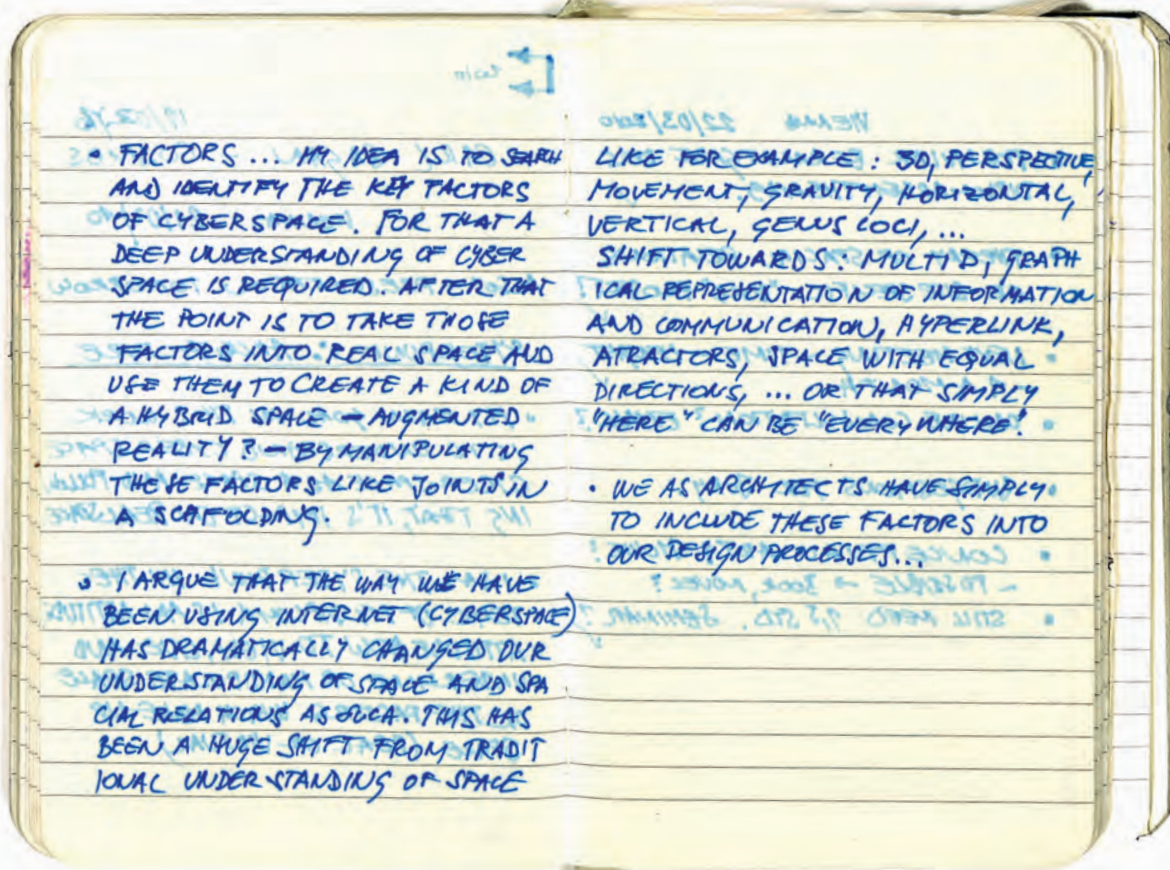 • FACTORS ... MY IDEA IS TO SEARH
AND IDENTIFY THE KEY FACTORS
OF CYBERSPACE. FOR THAT A
DEEP UNDERSTANDING OF CYBER
SPACE IS REQUIRED. AFTER THAT
THE POINT IS TO TAKE THOSE
FACTORS INTO REAL SPACE AND
USE THEM TO CREATE A KIND OF
A HYBRID SPACE – AUGMENTED
REALITY? – BY MANIPULATING
THESE FACTORS LIKE JOINTS IN
A SCAFOLDING.
• I ARGUE THAT THE WAY WE HAVE
BEEN USING INTERNET (CYBERSPACE)
HAS DRAMATICALLY CHANGED OUR
UNDERSTANDING OF SPACE AND SPA
CIAL RELATIONS AS SUCH. THIS HAS
BEEN A HUGE SHIFT FROM TRADIT
IONAL UNDERSTANDING OF SPACE
LIKE FOR EXAMPLE : 3D, PERSPECTIVE,
MOVEMENT, GRAVITY, HORIZONTAL,
VERTICAL, GENUS LOCI, ...
SHIFT TOWARDS : MULTI D, GRAPH
ICAL REPRESENTATION OF INFORMATION
AND COMMUNICATION, HYPERLINK,
ATRACTORS, SPACE WITH EQUAL
DIRECTIONS, ... OR THAT SIMPLY
"HERE" CAN BE "EVERYWHERE".
• WE AS ARCHITECTS HAVE SIMPLY
TO INCLUDE THESE FACTORS INTO
OUR DESIGN PROCESSES...